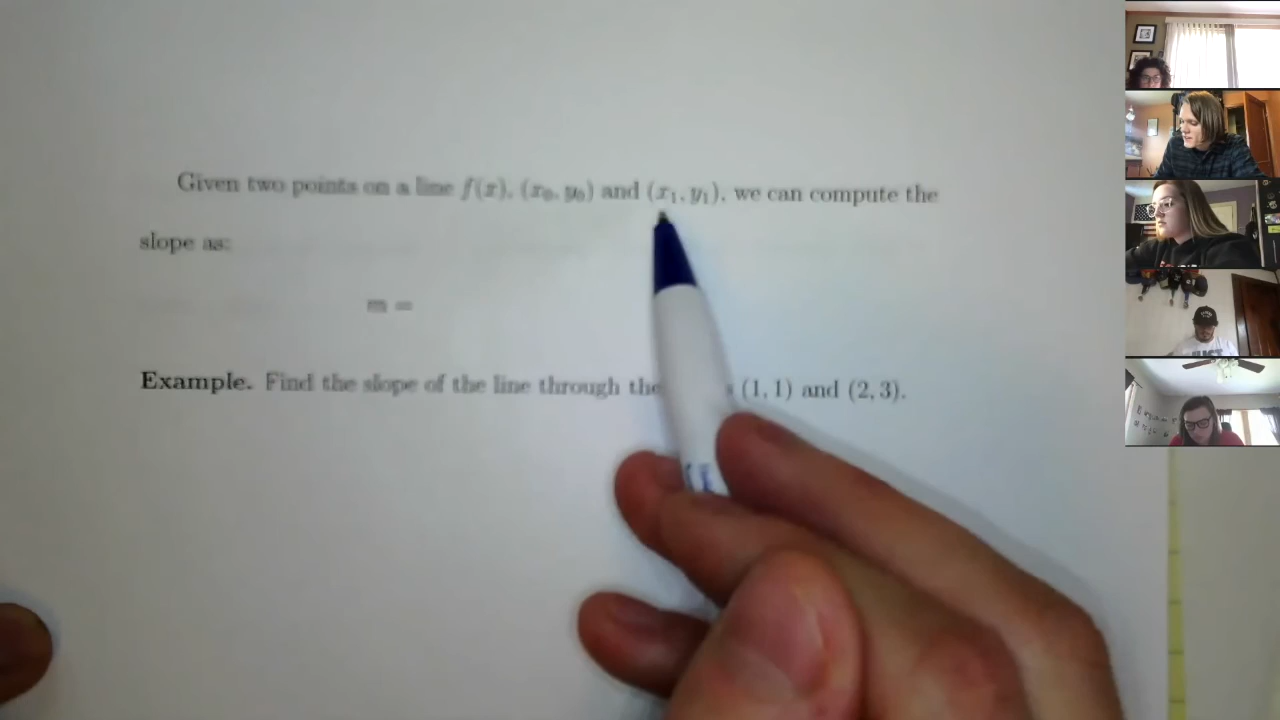 Given two points on a line f(x), (x₀, y₀) and (x₁, y₁), we can compute the
slope as:
m =
Example. Find the slope of the line through the (1, 1) and (2, 3).